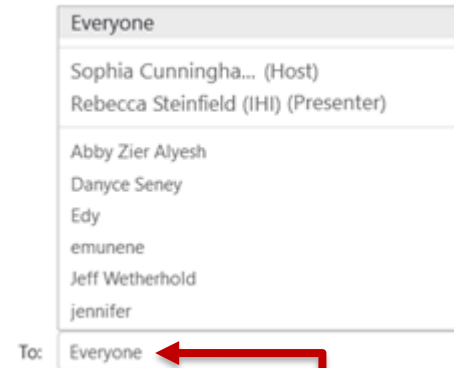 Everyone
Sophia Cunningha... (Host)
Rebecca Steinfield (IHI) (Presenter)
Abby Zier Alyesh
Danyce Seney
Edy
emunene
Jeff Wetherhold
jennifer
To: Everyone